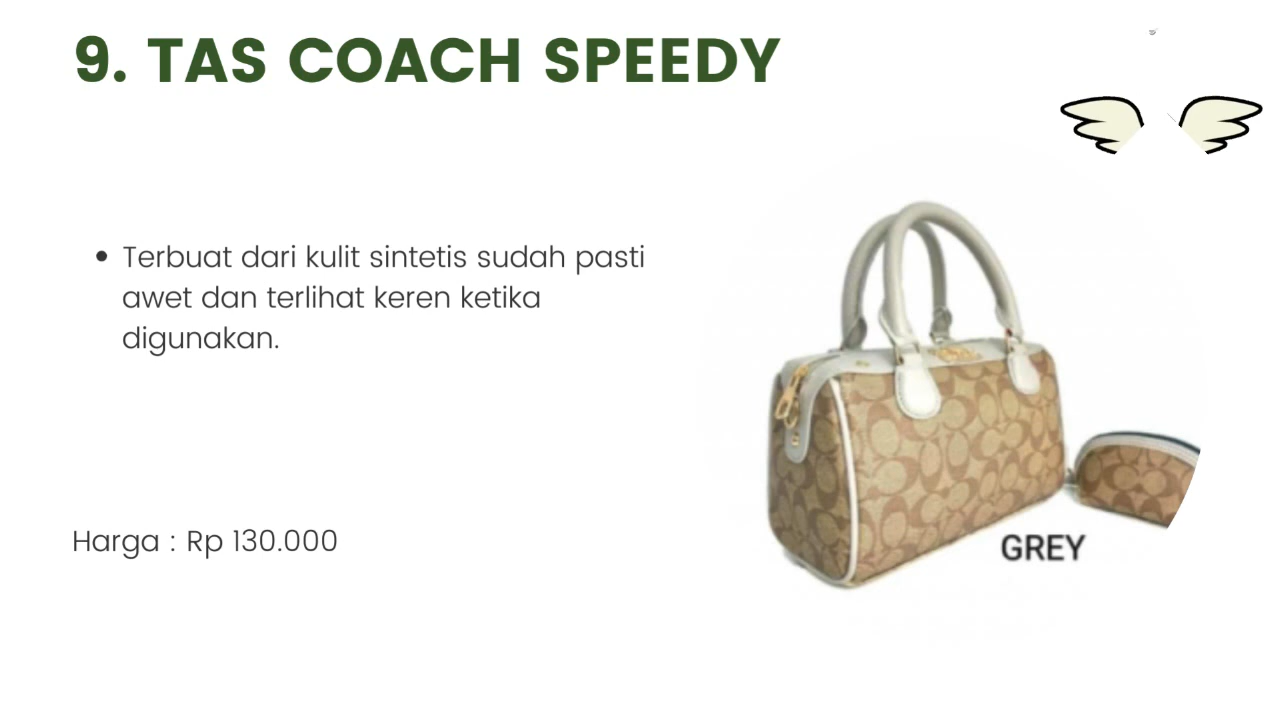 9. TAS COACH SPEEDY
• Terbuat dari kulit sintetis sudah pasti
awet dan terlihat keren ketika
digunakan.
Harga : Rp 130.000
GREY